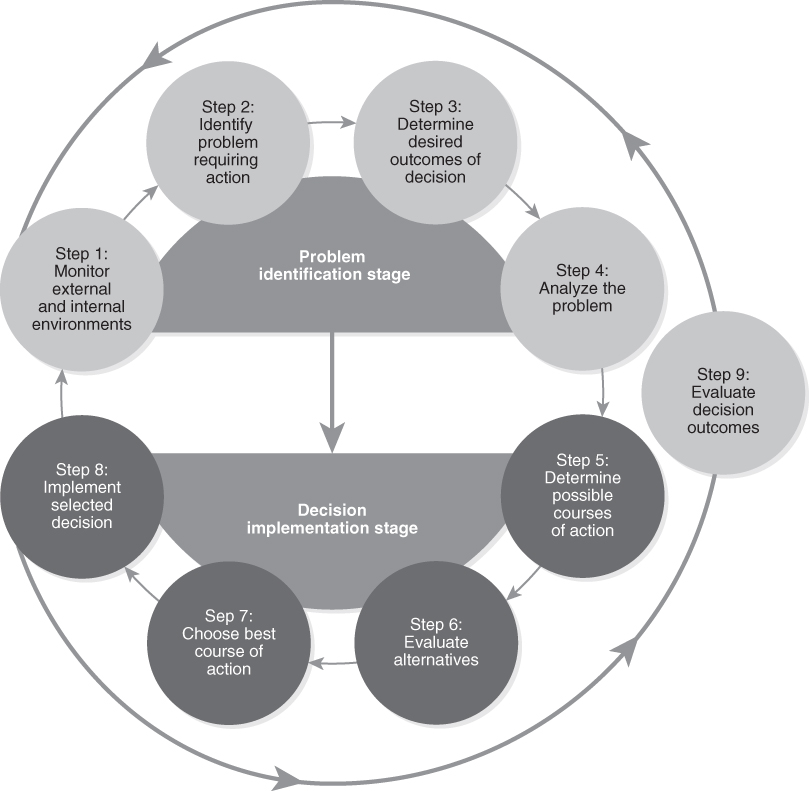 Step 1:
Monitor
external
and internal
environments
Step 2:
Identify
problem
requiring
action
Step 3:
Determine
desired
outcomes of
decision
Step 4:
Analyze the
problem
Problem
identification stage
Step 5:
Determine
possible
courses
of action
Step 6:
Evaluate
alternatives
Sep 7:
Choose best
course of
action
Step 8:
Implement
selected
decision
Decision
implementation stage
Step 9:
Evaluate
decision
outcomes